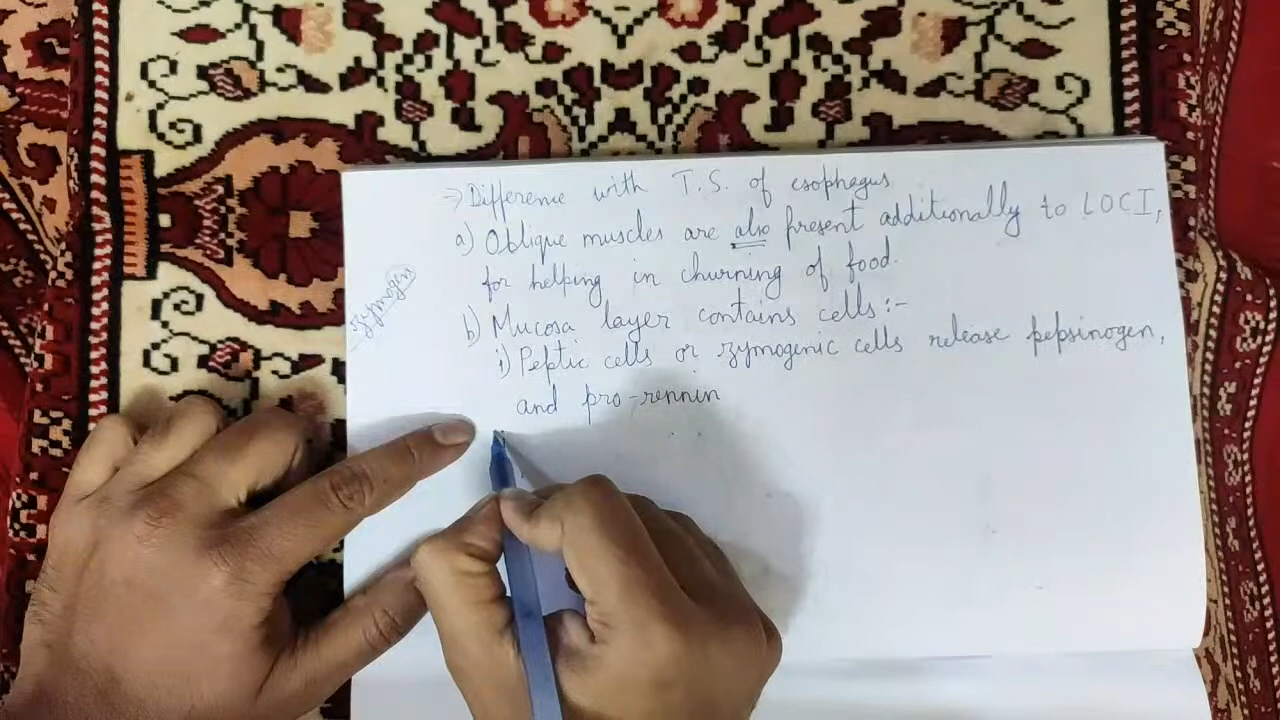 → Difference with T.S. of esophagus
a) Oblique muscles are also present additionally to LOCI,
for helping in churning of food.
b) Mucosa layer contains cells:-
i) Peptic cells or zymogenic cells release pepsinogen,
and pro-rennin
zymogen